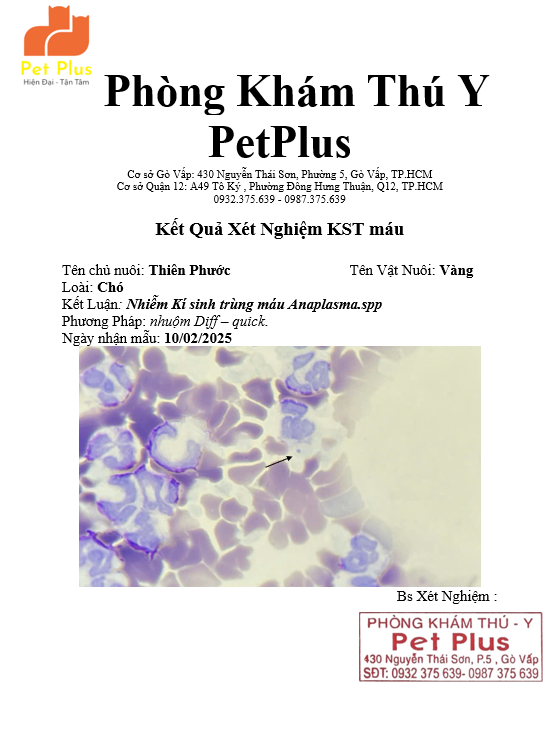 Pet Plus
Hiện Đại - Tận Tâm
Phòng Khám Thú Y
PetPlus
Cơ sở Gò Vấp: 430 Nguyễn Thái Sơn, Phường 5, Gò Vấp, TP.HCM
Cơ sở Quận 12: A49 Tô Ký , Phường Đông Hưng Thuận, Q12, TP.HCM
0932.375.639 - 0987.375.639
Kết Quả Xét Nghiệm KST máu
Tên chủ nuôi: Thiên Phước Tên Vật Nuôi: Vàng
Loài: Chó
Kết Luận: Nhiễm Kí sinh trùng máu Anaplasma.spp
Phương Pháp: nhuộm Diff – quick.
Ngày nhận mẫu: 10/02/2025
Bs Xét Nghiệm :
PHÒNG KHÁM THÚ - Y
Pet Plus
430 Nguyễn Thái Sơn, P.5 , Gò Vấp
SĐT: 0932 375 639- 0987 375 639